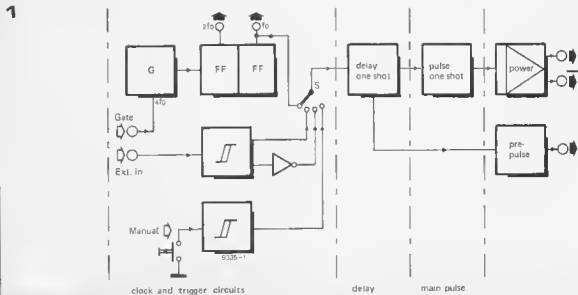 1
2f0
f0
G
FF
FF
4f0
S
delay
one shot
pulse
one shot
power
Gate
Ext. in
pre-
pulse
Manual
9335-1
clock and trigger circuits
delay
main pulse